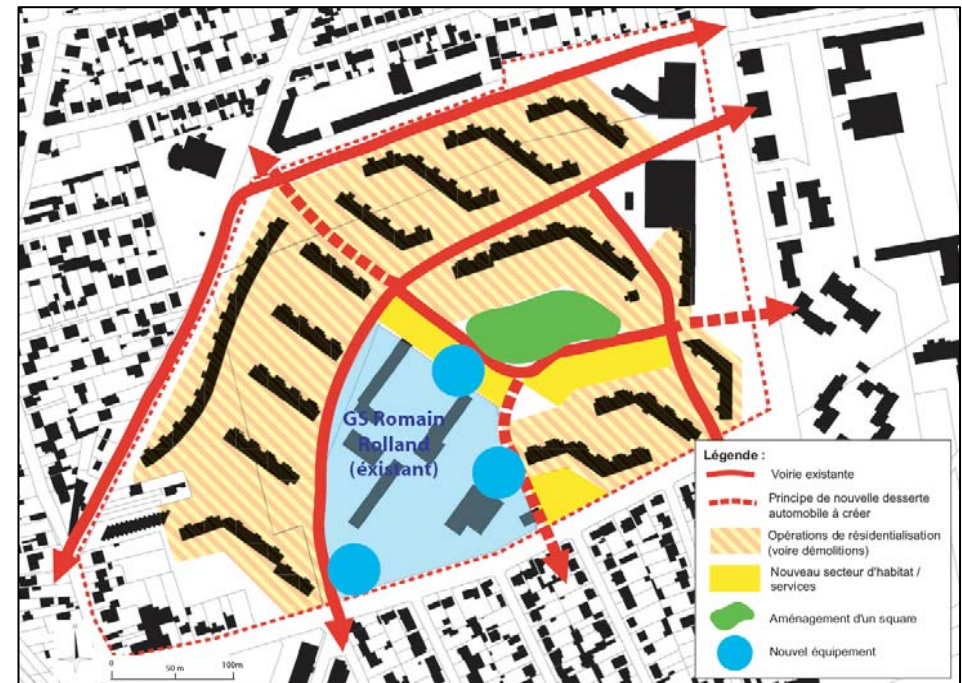 GS Romain
Rolland
(éxistant)
Légende :
Voirie existante
Principe de nouvelle desserte
automobile à créer
Opérations de résidentialisation
(voire démolitions)
Nouveau secteur d'habitat /
services
Aménagement d'un square
Nouvel équipement
0
50 m
100m